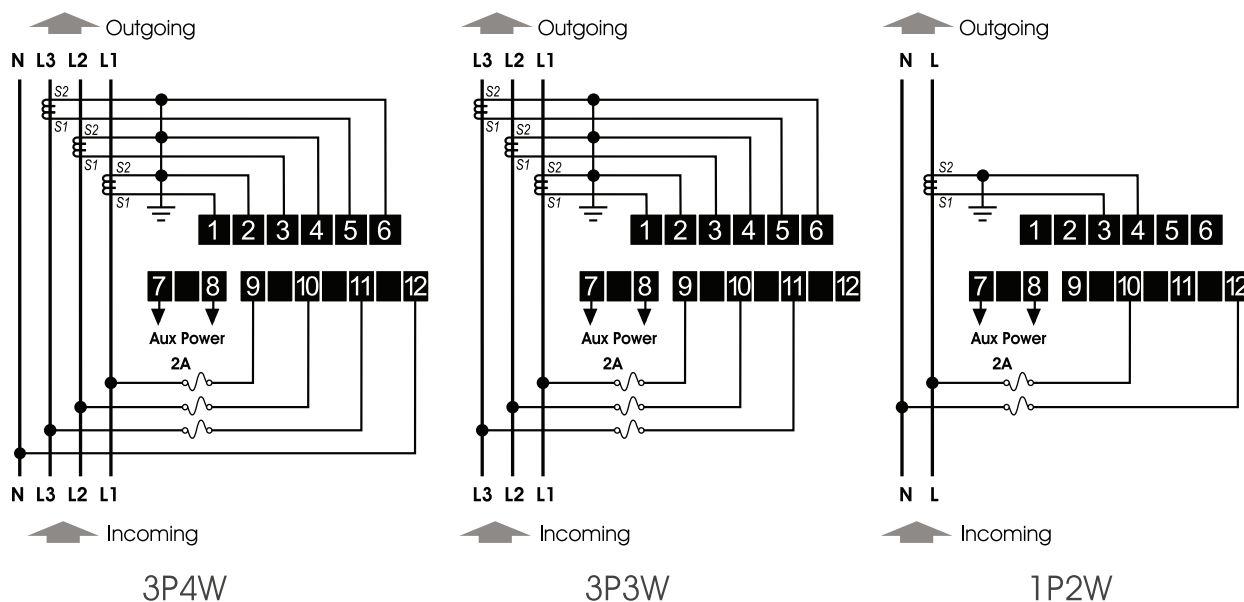 Outgoing Outgoing Outgoing
N L3 L2 L1 L3 L2 L1 N L
S2 S2
S1 S2 S1 S2
S1 S2 S1 S2 S2
S1 S1 S1
1 2 3 4 5 6 1 2 3 4 5 6 1 2 3 4 5 6
7 8 9 10 11 12 7 8 9 10 11 12 7 8 9 10 11 12
Aux Power Aux Power Aux Power
2A 2A 2A
N L3 L2 L1 L3 L2 L1 N L
Incoming Incoming Incoming
3P4W 3P3W 1P2W